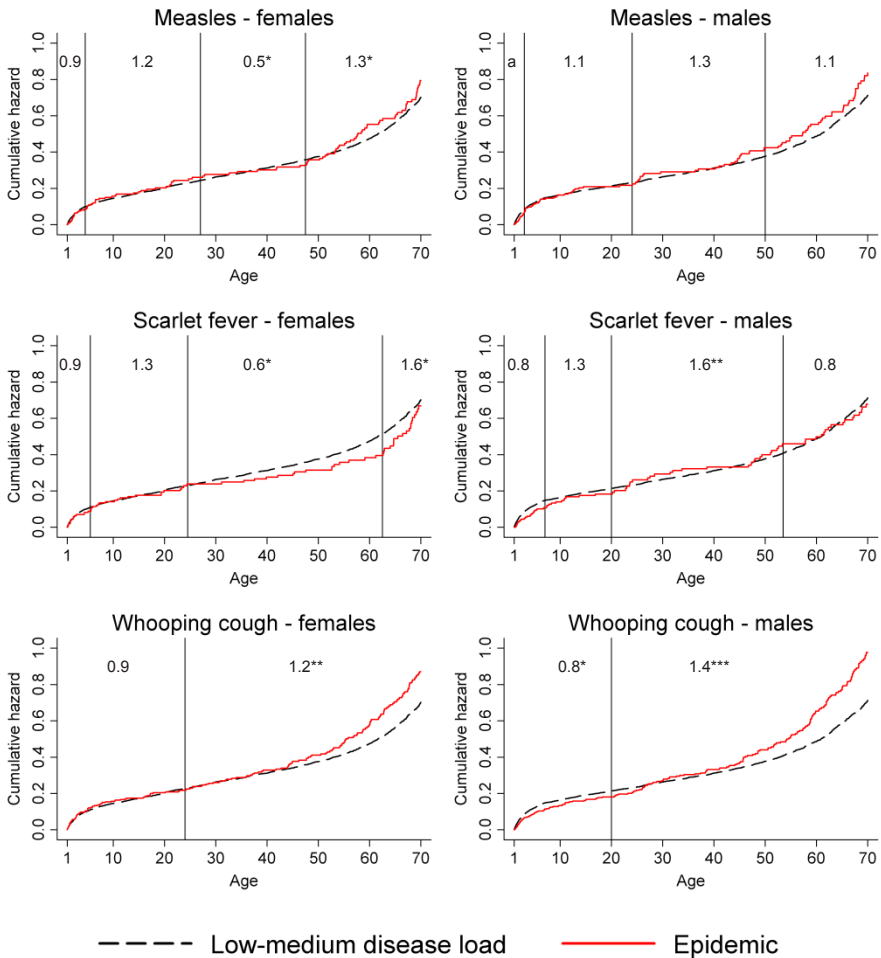 Measles - females
0.9 1.2 0.5* 1.3*
Cumulative hazard
1.0
0.8
0.6
0.4
0.2
0.0
1 10 20 30 40 50 60 70
Age
Measles - males
a 1.1 1.3 1.1
Cumulative hazard
1.0
0.8
0.6
0.4
0.2
0.0
1 10 20 30 40 50 60 70
Age
Scarlet fever - females
0.9 1.3 0.6* 1.6*
Cumulative hazard
1.0
0.8
0.6
0.4
0.2
0.0
1 10 20 30 40 50 60 70
Age
Scarlet fever - males
0.8 1.3 1.6** 0.8
Cumulative hazard
1.0
0.8
0.6
0.4
0.2
0.0
1 10 20 30 40 50 60 70
Age
Whooping cough - females
0.9 1.2**
Cumulative hazard
1.0
0.8
0.6
0.4
0.2
0.0
1 10 20 30 40 50 60 70
Age
Whooping cough - males
0.8* 1.4***
Cumulative hazard
1.0
0.8
0.6
0.4
0.2
0.0
1 10 20 30 40 50 60 70
Age
Low-medium disease load
Epidemic